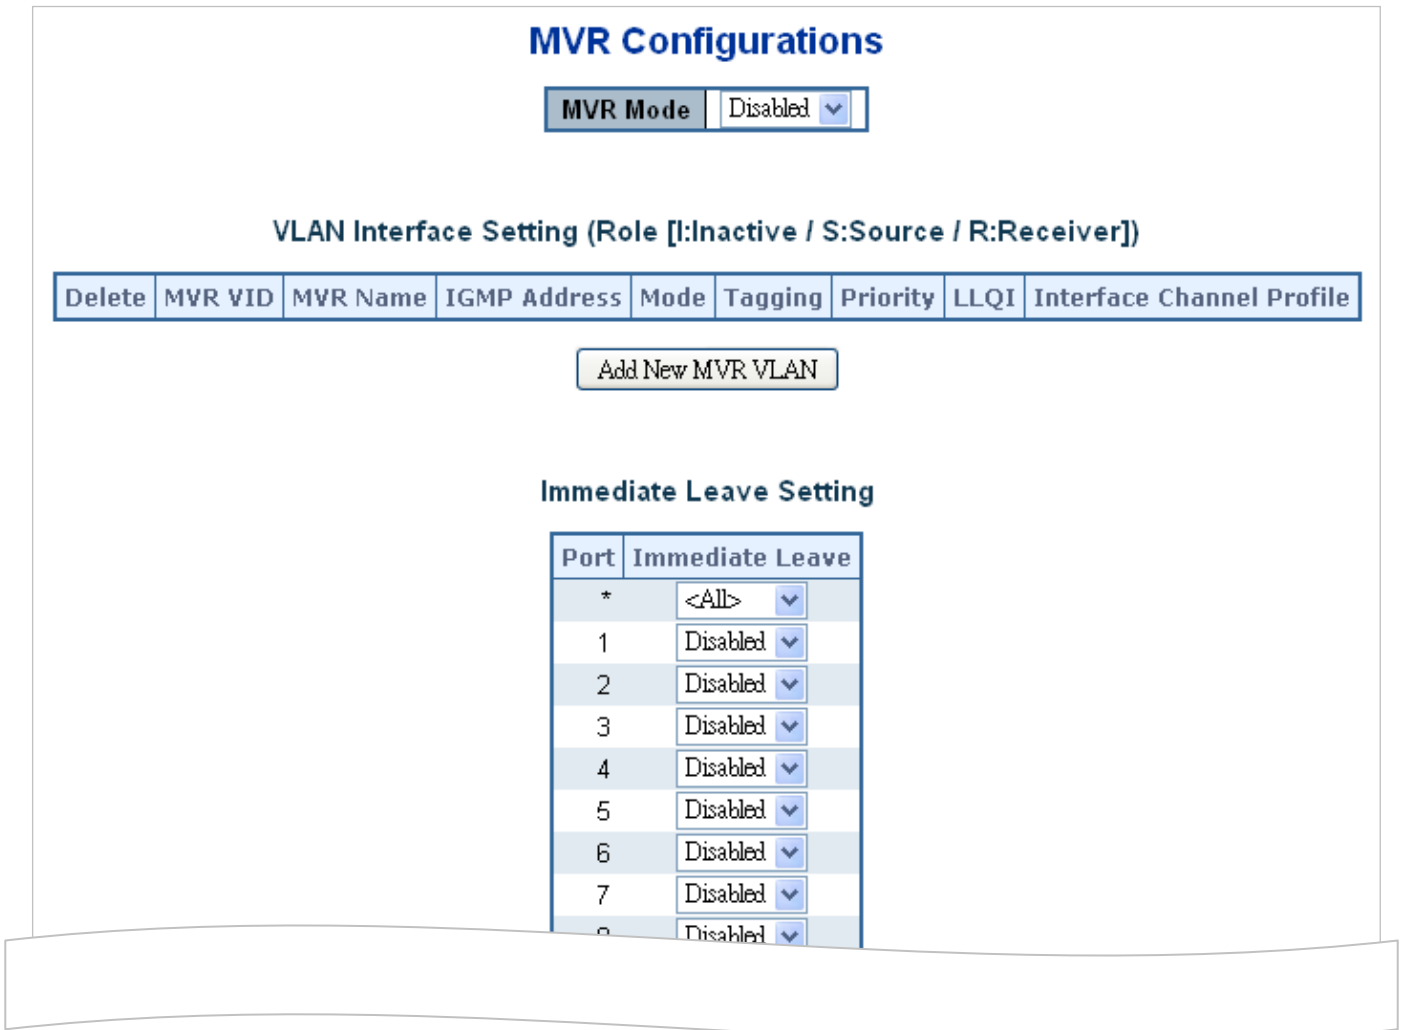 MVR Configurations
MVR Mode Disabled
VLAN Interface Setting (Role [I:Inactive / S:Source / R:Receiver])
Delete MVR VID MVR Name IGMP Address Mode Tagging Priority LLQI Interface Channel Profile
Add New MVR VLAN
Immediate Leave Setting
Port Immediate Leave
* <All>
1 Disabled
2 Disabled
3 Disabled
4 Disabled
5 Disabled
6 Disabled
7 Disabled
Disabled